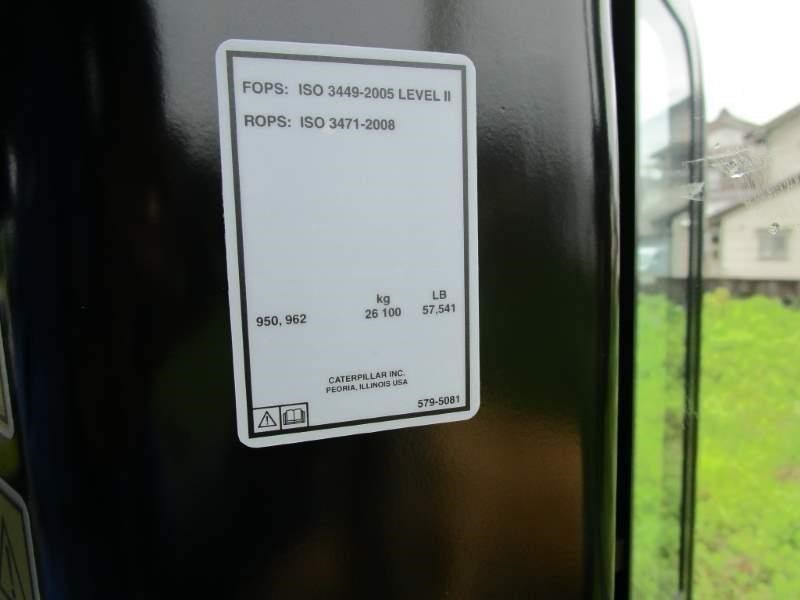 FOPS: ISO 3449-2005 LEVEL II
ROPS: ISO 3471-2008
kg LB
950, 962 26 100 57,541
CATERPILLAR INC.
PEORIA, ILLINOIS USA
579-5081